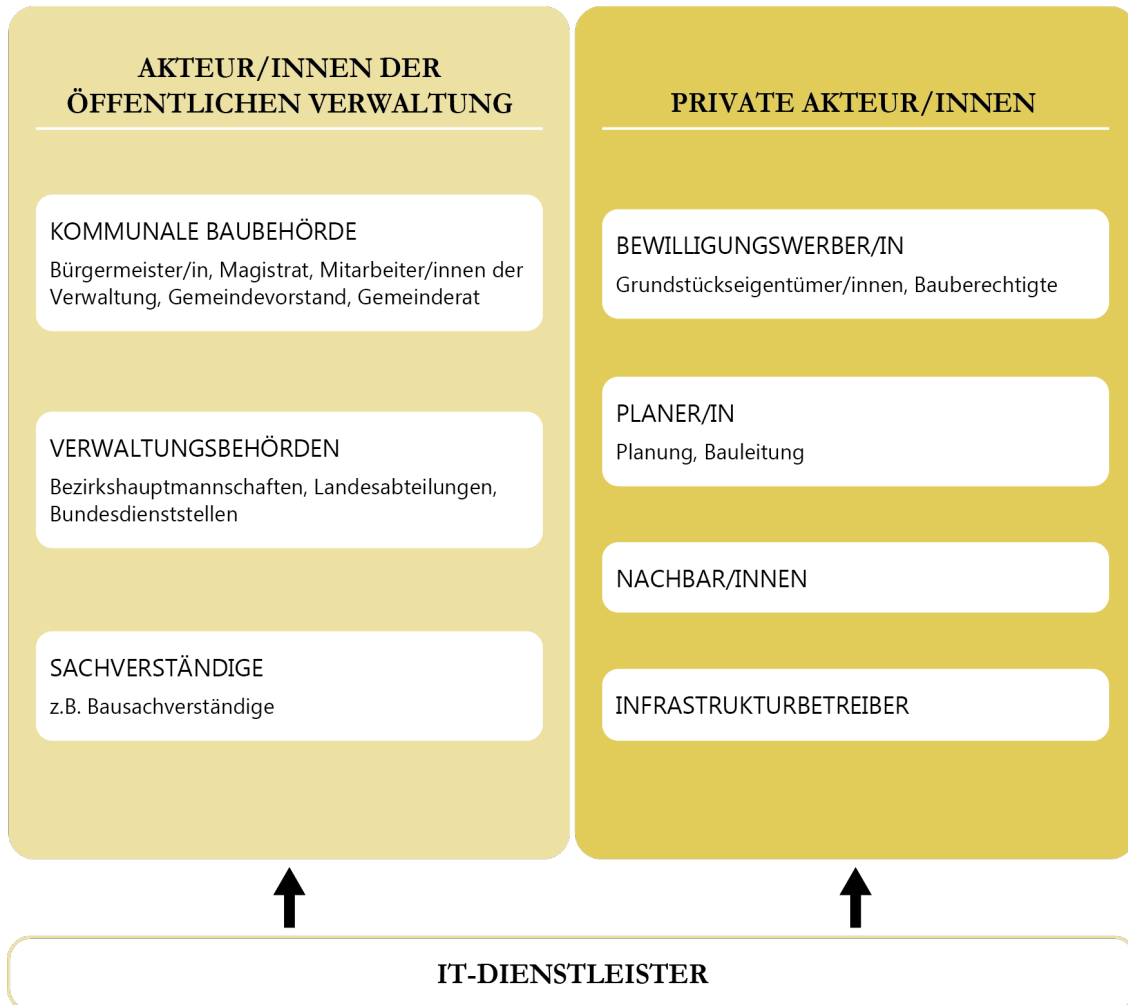 AKTEUR/INNEN DER
ÖFFENTLICHEN VERWALTUNG
KOMMUNALE BAUBEHÖRDE
Bürgermeister/in, Magistrat, Mitarbeiter/innen der
Verwaltung, Gemeindevorstand, Gemeinderat
VERWALTUNGSBEHÖRDEN
Bezirkshauptmannschaften, Landesabteilungen,
Bundesdienststellen
SACHVERSTÄNDIGE
z.B. Bausachverständige
PRIVATE AKTEUR/INNEN
BEWILLIGUNGSWERBER/IN
Grundstückseigentümer/innen, Bauberechtigte
PLANER/IN
Planung, Bauleitung
NACHBAR/INNEN
INFRASTRUKTURBETREIBER
IT-DIENSTLEISTER